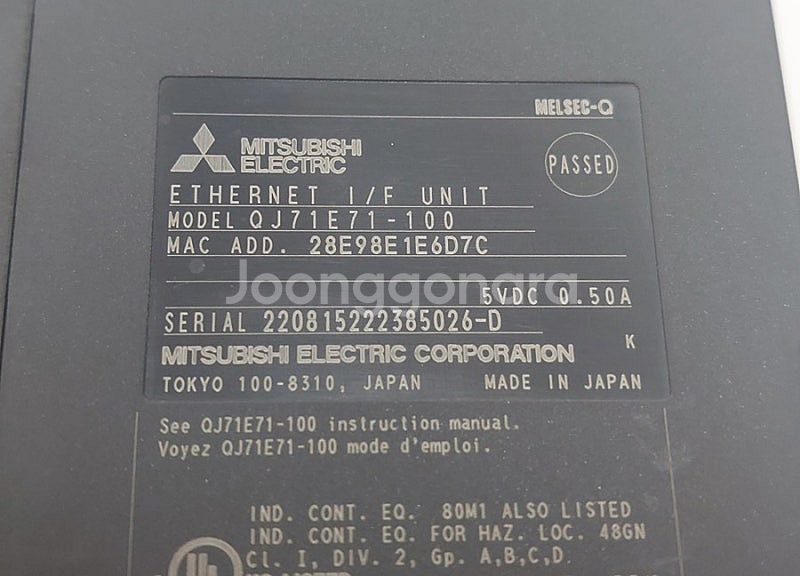 MELSEC-Q
MITSUBISHI
ELECTRIC
PASSED
ETHERNET I/F UNIT
MODEL QJ71E71-100
MAC ADD. 28E98E1E6D7C
Joonggonara
5VDC 0.50A
SERIAL 220815222385026-D
K
MITSUBISHI ELECTRIC CORPORATION
TOKYO 100-8310, JAPAN MADE IN JAPAN
See QJ71E71-100 instruction manual.
Voyez QJ71E71-100 mode d'emploi.
IND. CONT. EQ. 80M1 ALSO LISTED
IND. CONT. EQ. FOR HAZ. LOC. 48GN
Cl. I, DIV. 2, Gp. A,B,C,D
UL